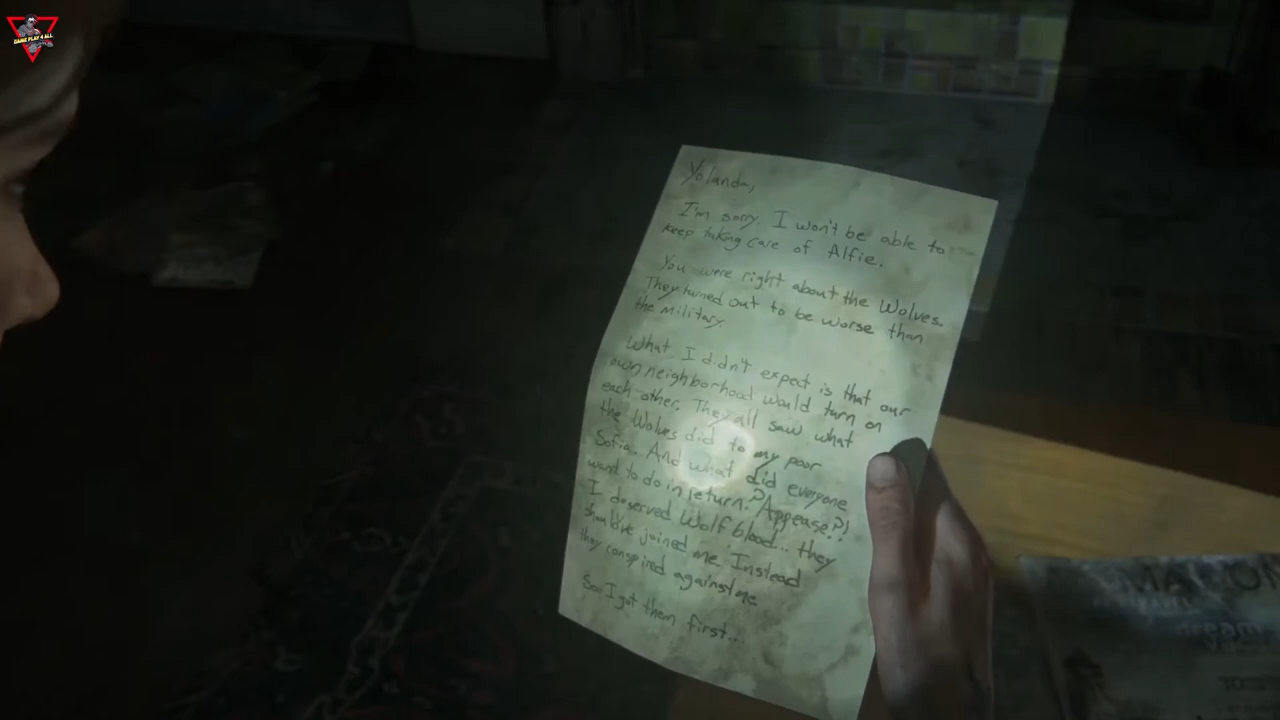 GAME PLAY 4 ALL
Yolanda,
I'm sorry. I won't be able to
keep taking care of Alfie.
You were right about the Wolves.
They turned out to be worse than
the military.
What I didn't expect is that our
own neighborhood would turn on
each other. They all saw what
the Wolves did to my poor
Sofia. And what did everyone
want to do in return? Appease?!
I deserved Wolf blood... they
should've joined me. Instead
they conspired against me
So I got them first...